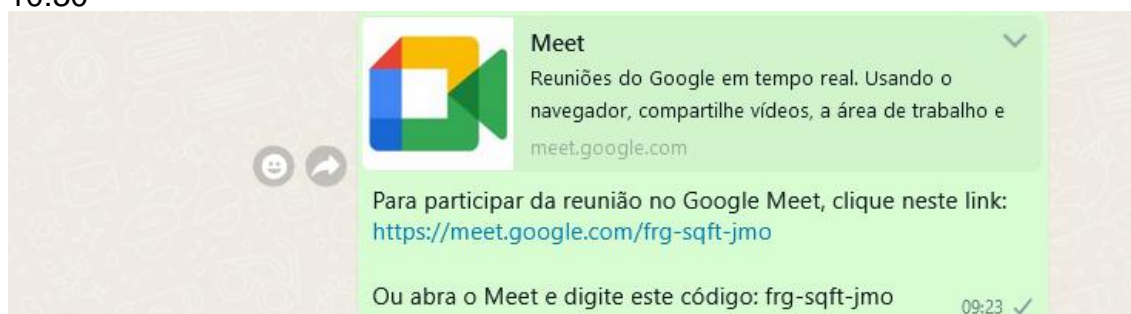 10:30
Meet
Reuniões do Google em tempo real. Usando o
navegador, compartilhe vídeos, a área de trabalho e
meet.google.com
Para participar da reunião no Google Meet, clique neste link:
https://meet.google.com/frg-sqft-jmo
Ou abra o Meet e digite este código: frg-sqft-jmo
09:23